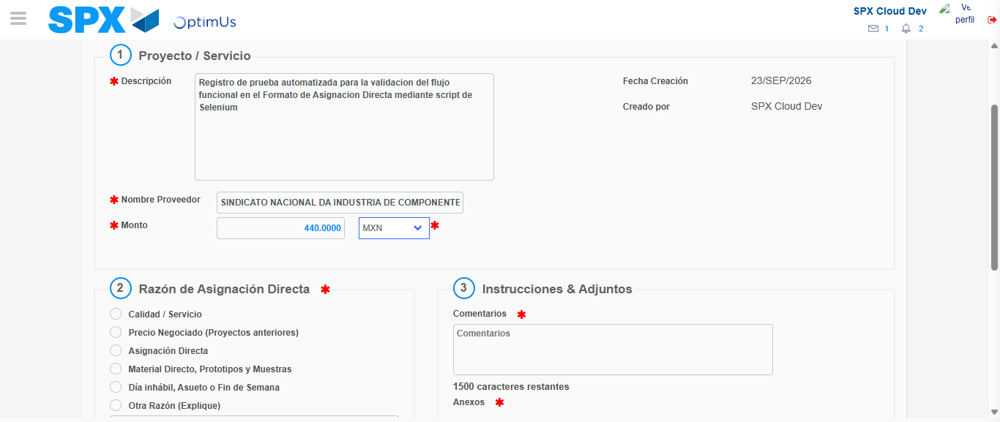 SPX
OptimUs
SPX Cloud Dev
1
2
Ve
perfil
1
Proyecto / Servicio
✱ Descripción
Registro de prueba automatizada para la validacion del flujo
funcional en el Formato de Asignacion Directa mediante script de
Selenium
Fecha Creación
23/SEP/2026
Creado por
SPX Cloud Dev
✱ Nombre Proveedor
SINDICATO NACIONAL DA INDUSTRIA DE COMPONENTE
✱ Monto
440.0000
MXN ✱
2
Razón de Asignación Directa ✱
Calidad / Servicio
Precio Negociado (Proyectos anteriores)
Asignación Directa
Material Directo, Prototipos y Muestras
Día inhábil, Asueto o Fin de Semana
Otra Razón (Explique)
3
Instrucciones & Adjuntos
Comentarios ✱
Comentarios
1500 caracteres restantes
Anexos ✱